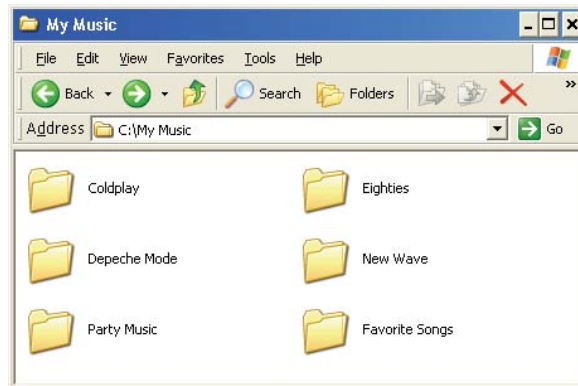 My Music
File Edit View Favorites Tools Help
Back Search Folders »
Address C:\My Music Go
Coldplay Eighties
Depeche Mode New Wave
Party Music Favorite Songs